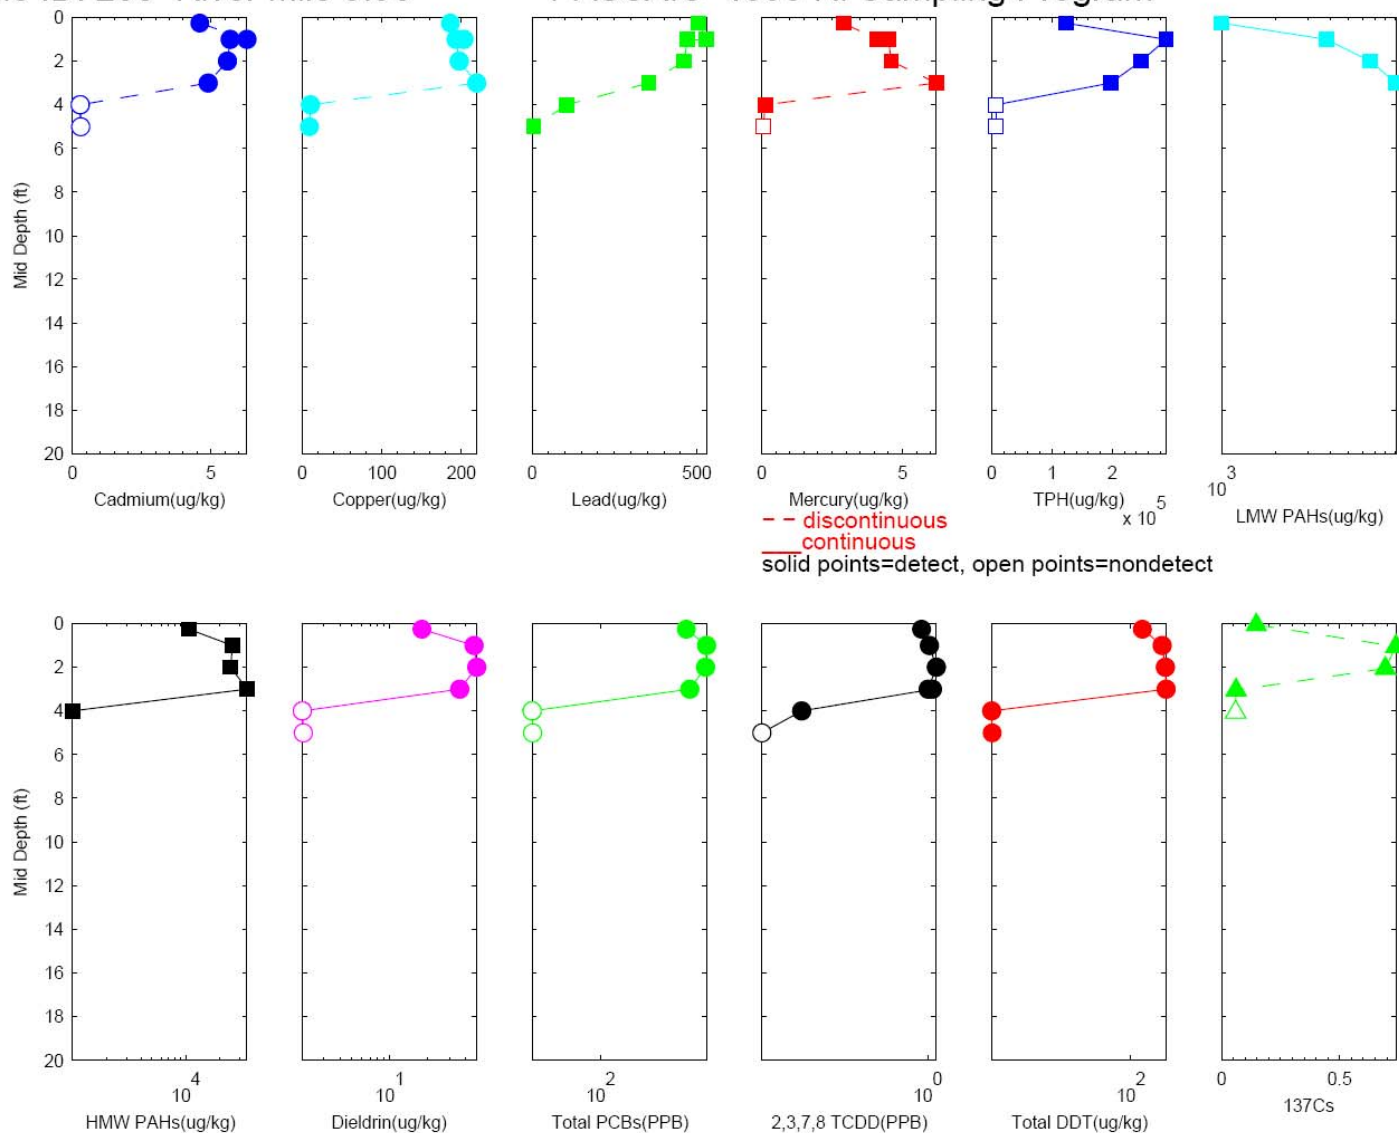 0
2
4
6
8
10
12
14
16
18
20
Mid Depth (ft)
0 5
Cadmium(ug/kg)
0 100 200
Copper(ug/kg)
0 500
Lead(ug/kg)
0 5
Mercury(ug/kg)
0 1 2
TPH(ug/kg)
x 10^5
10^3
LMW PAHs(ug/kg)
discontinuous
continuous
solid points=detect, open points=nondetect
0
2
4
6
8
10
12
14
16
18
20
Mid Depth (ft)
10^4
HMW PAHs(ug/kg)
10^1
Dieldrin(ug/kg)
10^2
Total PCBs(PPB)
10^0
2,3,7,8 TCDD(PPB)
10^2
Total DDT(ug/kg)
0 0.5
137Cs